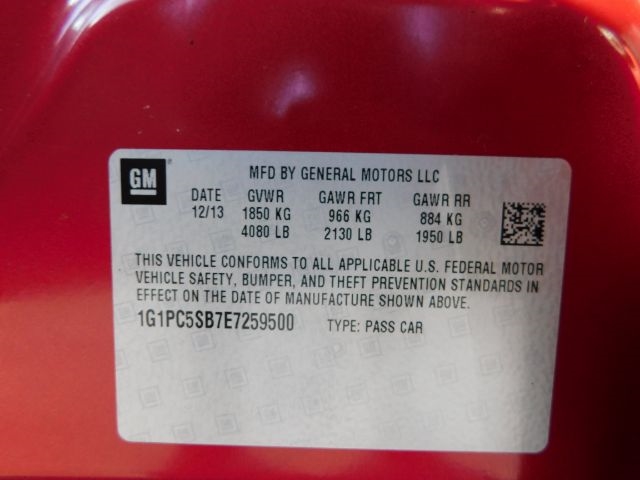 GM
MFD BY GENERAL MOTORS LLC
DATE GVWR GAWR FRT GAWR RR
12/13 1850 KG 966 KG 884 KG
4080 LB 2130 LB 1950 LB
THIS VEHICLE CONFORMS TO ALL APPLICABLE U.S. FEDERAL MOTOR
VEHICLE SAFETY, BUMPER, AND THEFT PREVENTION STANDARDS IN
EFFECT ON THE DATE OF MANUFACTURE SHOWN ABOVE.
1G1PC5SB7E7259500 TYPE: PASS CAR